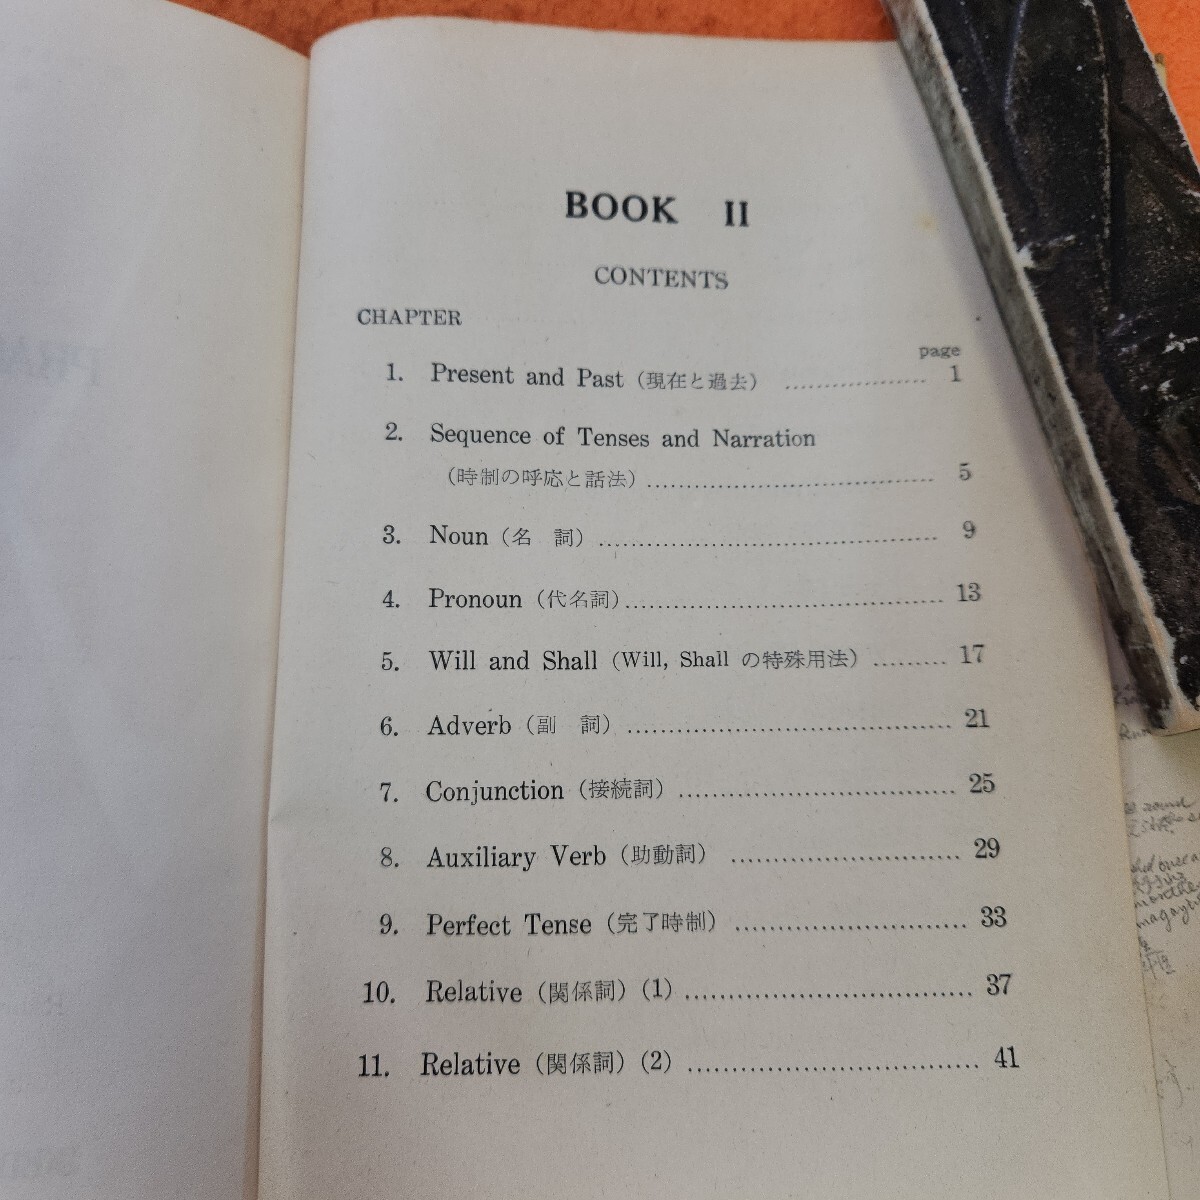 BOOK II
CONTENTS
CHAPTER
page
1. Present and Past (現在と過去) .................. 1
2. Sequence of Tenses and Narration
(時制の呼応と話法) .................................... 5
3. Noun (名 詞) .......................................... 9
4. Pronoun (代名詞)........................................ 13
5. Will and Shall (Will, Shall の特殊用法) ......... 17
6. Adverb (副 詞) ........................................ 21
7. Conjunction (接続詞) .................................. 25
8. Auxiliary Verb (助動詞) ............................ 29
9. Perfect Tense (完了時制) ............................ 33
10. Relative (関係詞) (1) .................................. 37
11. Relative (関係詞) (2) .................................... 41